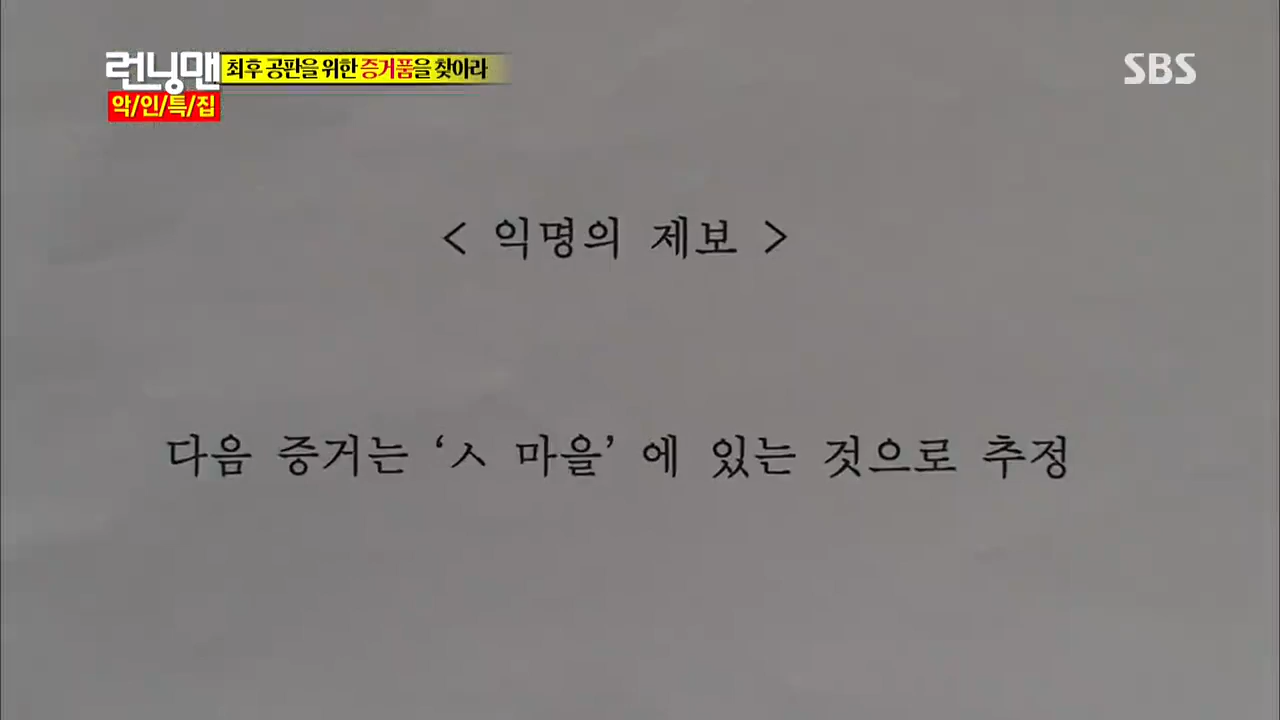 런닝맨 최후 공판을 위한 증거품을 찾아라
SBS
악/인/특/집
< 익명의 제보 >
다음 증거는 ‘ㅅ 마을’ 에 있는 것으로 추정